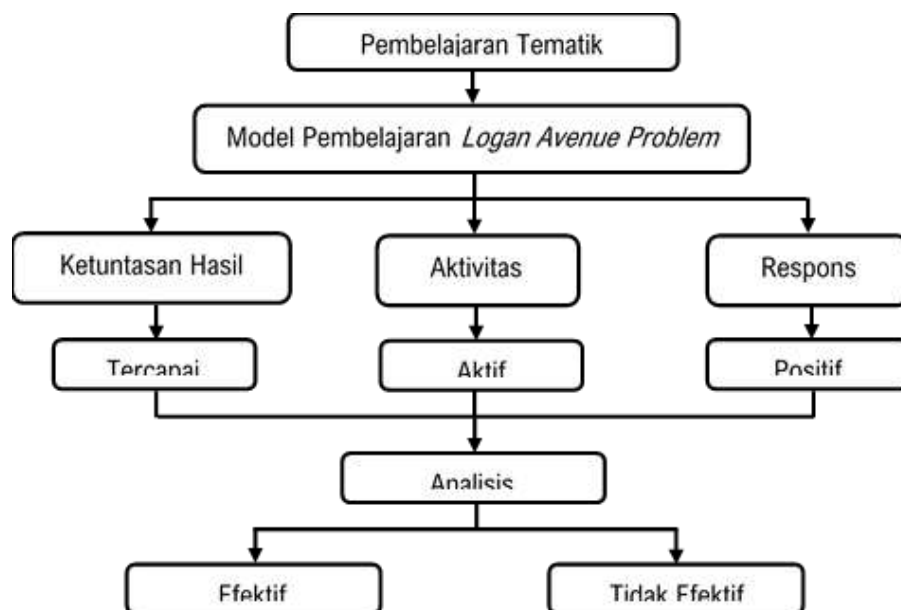 Pembelajaran Tematik
Model Pembelajaran Logan Avenue Problem
Ketuntasan Hasil
Aktivitas
Respons
Tercapai
Aktif
Positif
Analisis
Efektif
Tidak Efektif